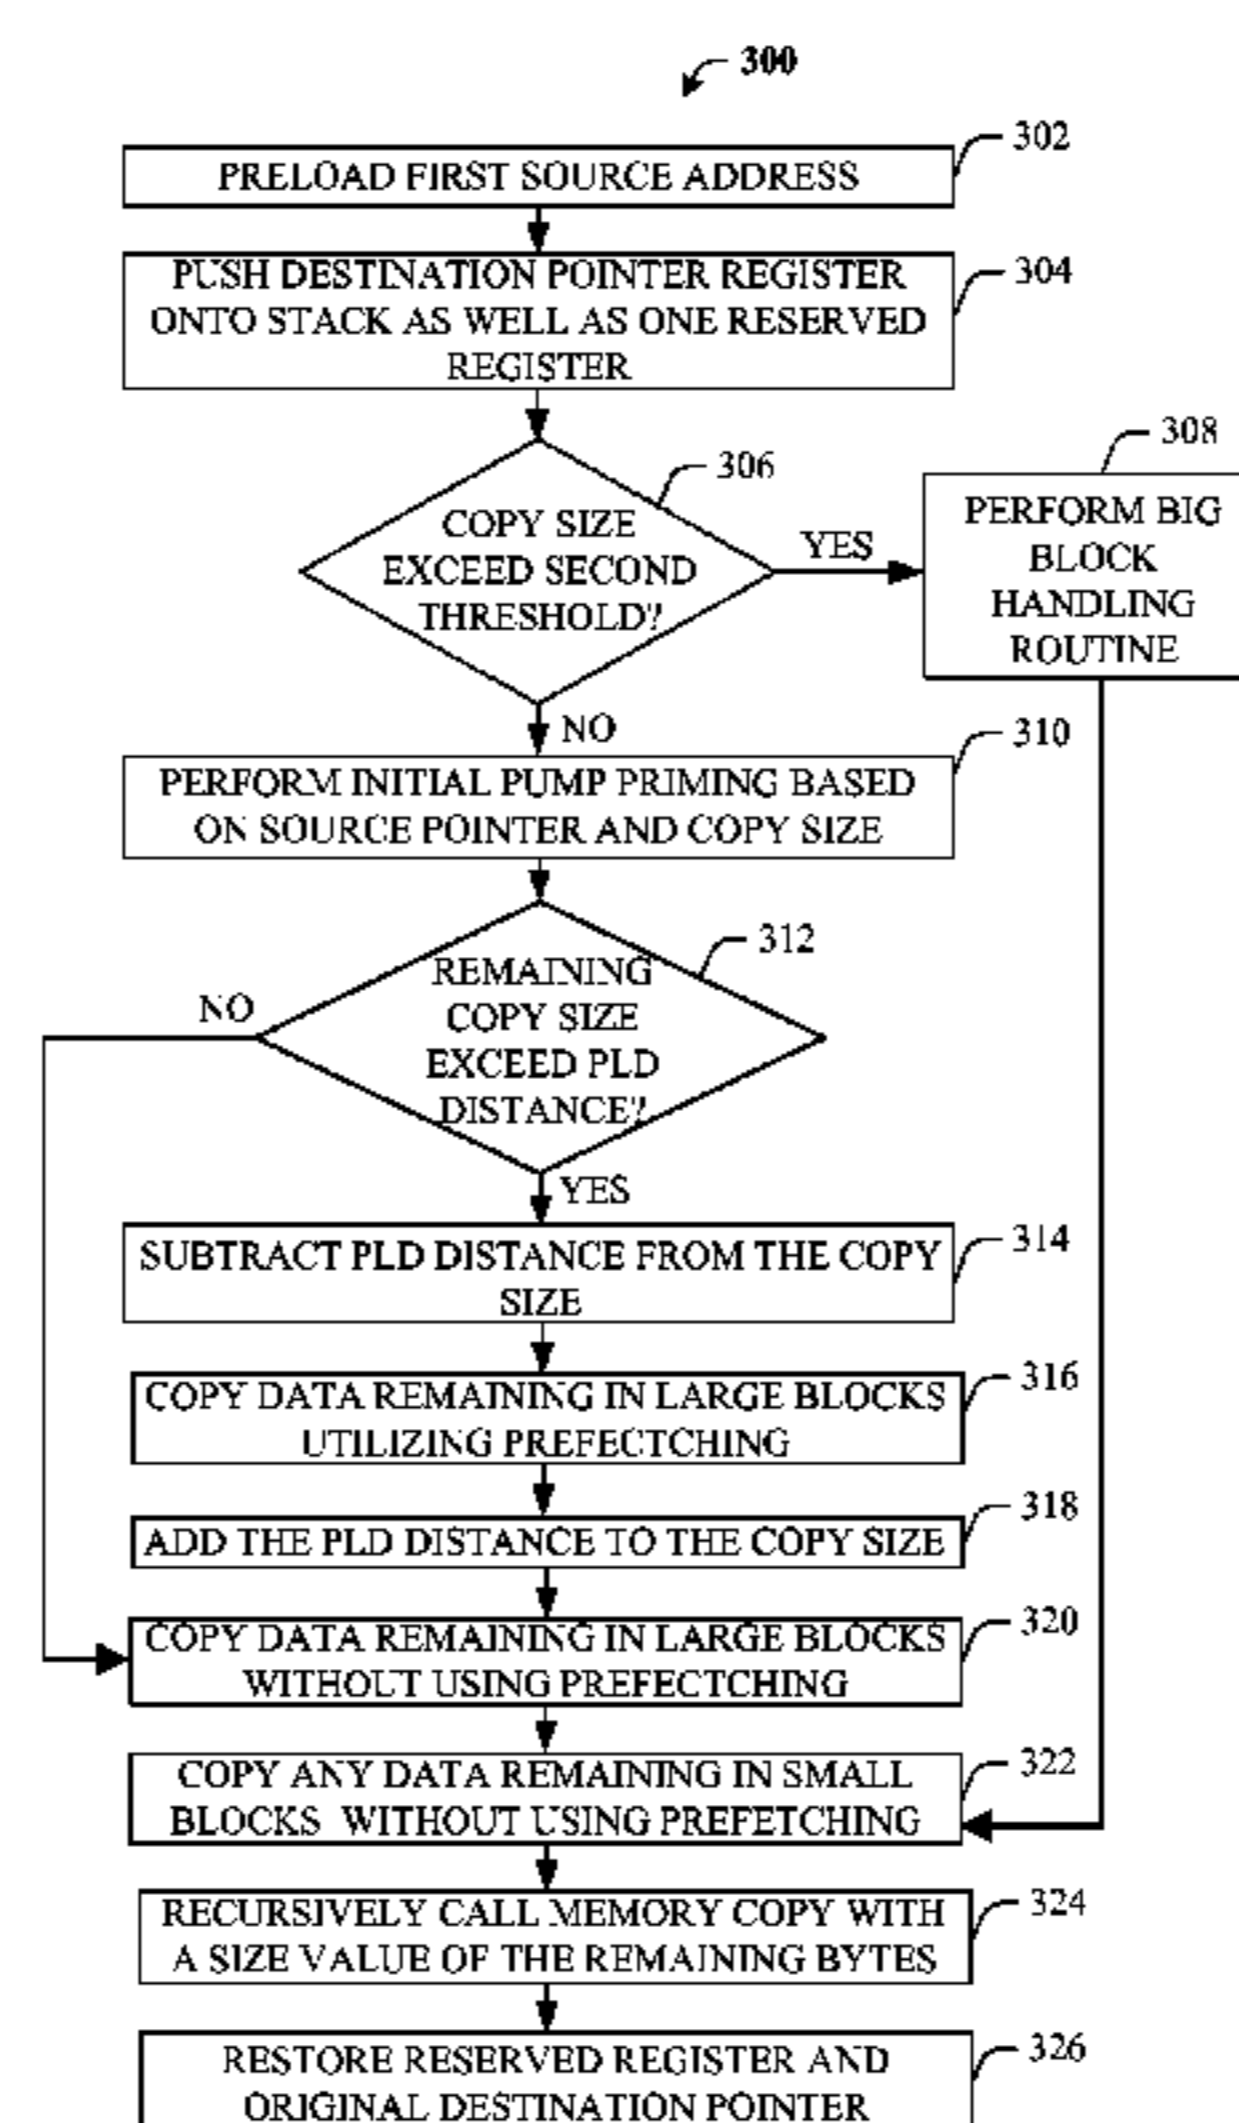 300
302
PRELOAD FIRST SOURCE ADDRESS
304
PUSH DESTINATION POINTER REGISTER
ONTO STACK AS WELL AS ONE RESERVED
REGISTER
306
COPY SIZE
EXCEED SECOND
THRESHOLD?
YES
308
PERFORM BIG
BLOCK
HANDLING
ROUTINE
NO
310
PERFORM INITIAL PUMP PRIMING BASED
ON SOURCE POINTER AND COPY SIZE
312
REMAINING
COPY SIZE
EXCEED PLD
DISTANCE?
NO
YES
314
SUBTRACT PLD DISTANCE FROM THE COPY
SIZE
316
COPY DATA REMAINING IN LARGE BLOCKS
UTILIZING PREFECTCHING
318
ADD THE PLD DISTANCE TO THE COPY SIZE
320
COPY DATA REMAINING IN LARGE BLOCKS
WITHOUT USING PREFECTCHING
322
COPY ANY DATA REMAINING IN SMALL
BLOCKS WITHOUT USING PREFETCHING
324
RECURSIVELY CALL MEMORY COPY WITH
A SIZE VALUE OF THE REMAINING BYTES
326
RESTORE RESERVED REGISTER AND
ORIGINAL DESTINATION POINTER